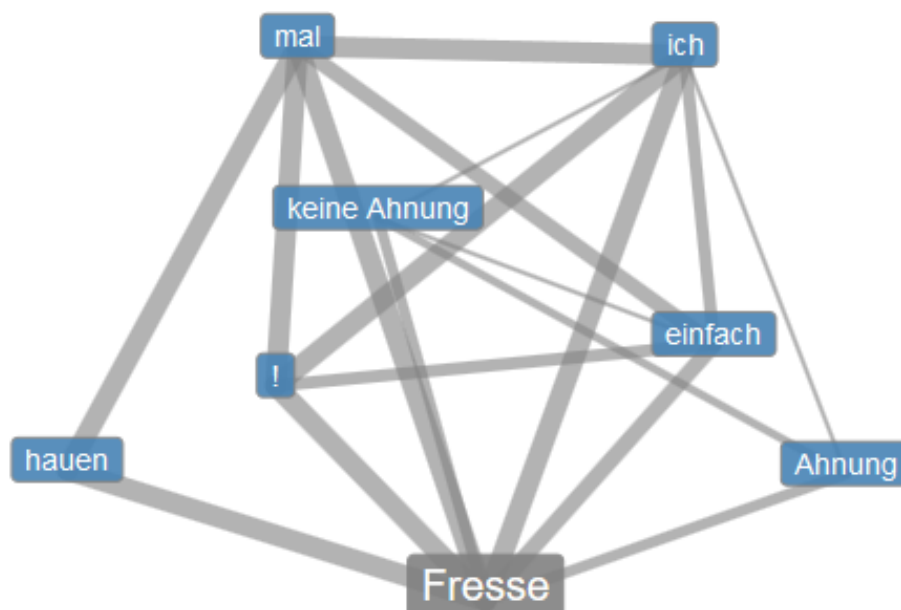 mal
ich
keine Ahnung
einfach
!
hauen
Ahnung
Fresse